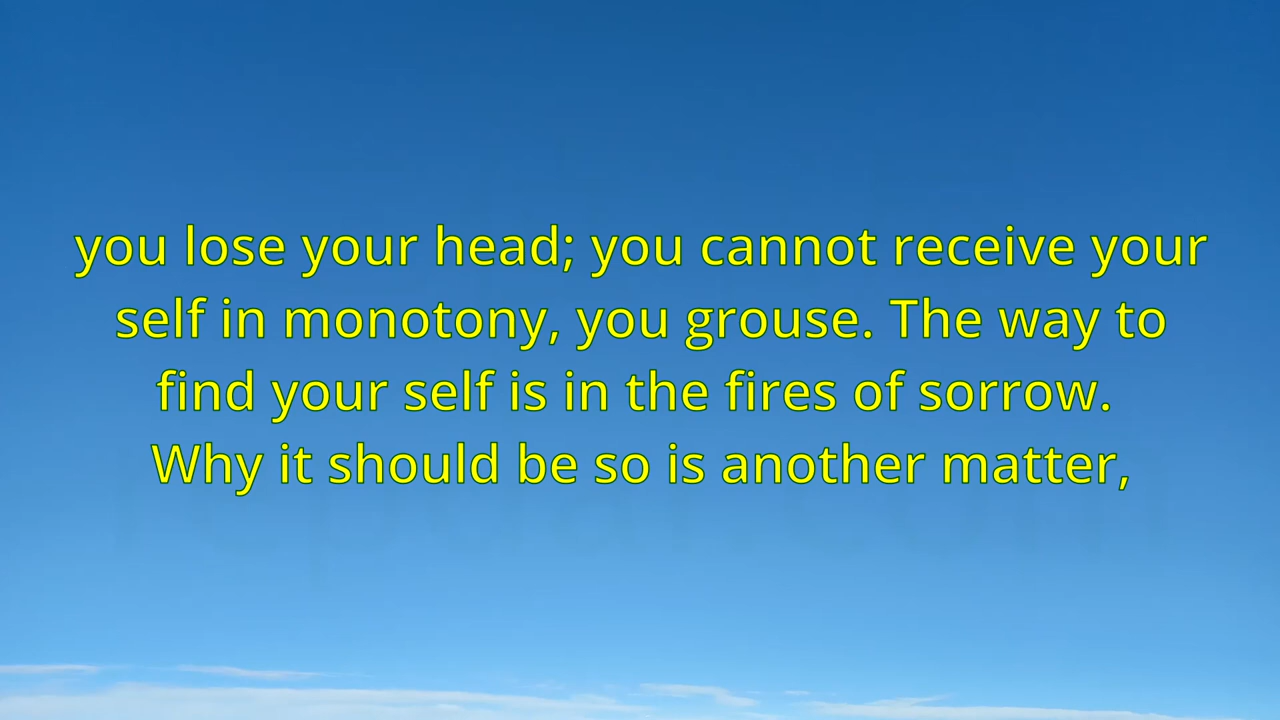 you lose your head; you cannot receive your
self in monotony, you grouse. The way to
find your self is in the fires of sorrow.
Why it should be so is another matter,